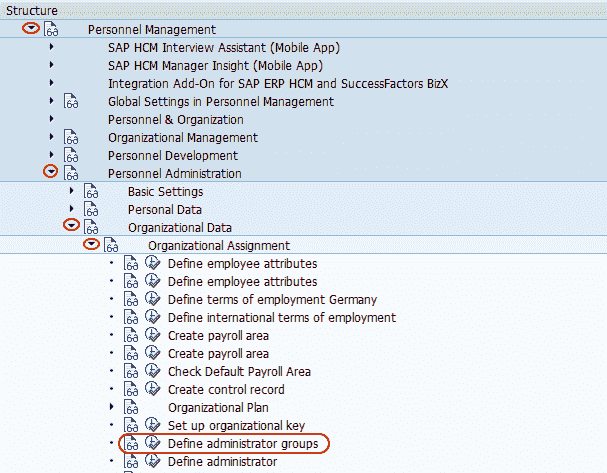 Structure
Personnel Management
SAP HCM Interview Assistant (Mobile App)
SAP HCM Manager Insight (Mobile App)
Integration Add-On for SAP ERP HCM and SuccessFactors BizX
Global Settings in Personnel Management
Personnel & Organization
Organizational Management
Personnel Development
Personnel Administration
Basic Settings
Personal Data
Organizational Data
Organizational Assignment
Define employee attributes
Define employee attributes
Define terms of employment Germany
Define international terms of employment
Create payroll area
Create payroll area
Check Default Payroll Area
Create control record
Organizational Plan
Set up organizational key
Define administrator groups
Define administrator